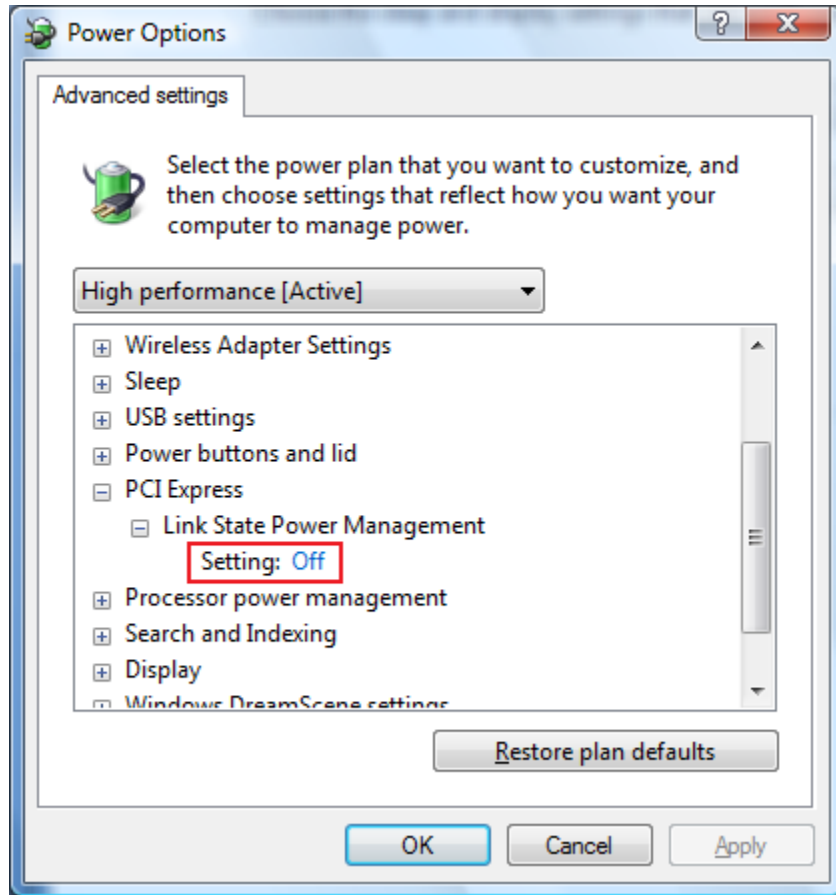 Power Options
Advanced settings
Select the power plan that you want to customize, and
then choose settings that reflect how you want your
computer to manage power.
High performance [Active]
Wireless Adapter Settings
Sleep
USB settings
Power buttons and lid
PCI Express
Link State Power Management
Setting: Off
Processor power management
Search and Indexing
Display
Windows DreamScene settings
Restore plan defaults
OK Cancel Apply